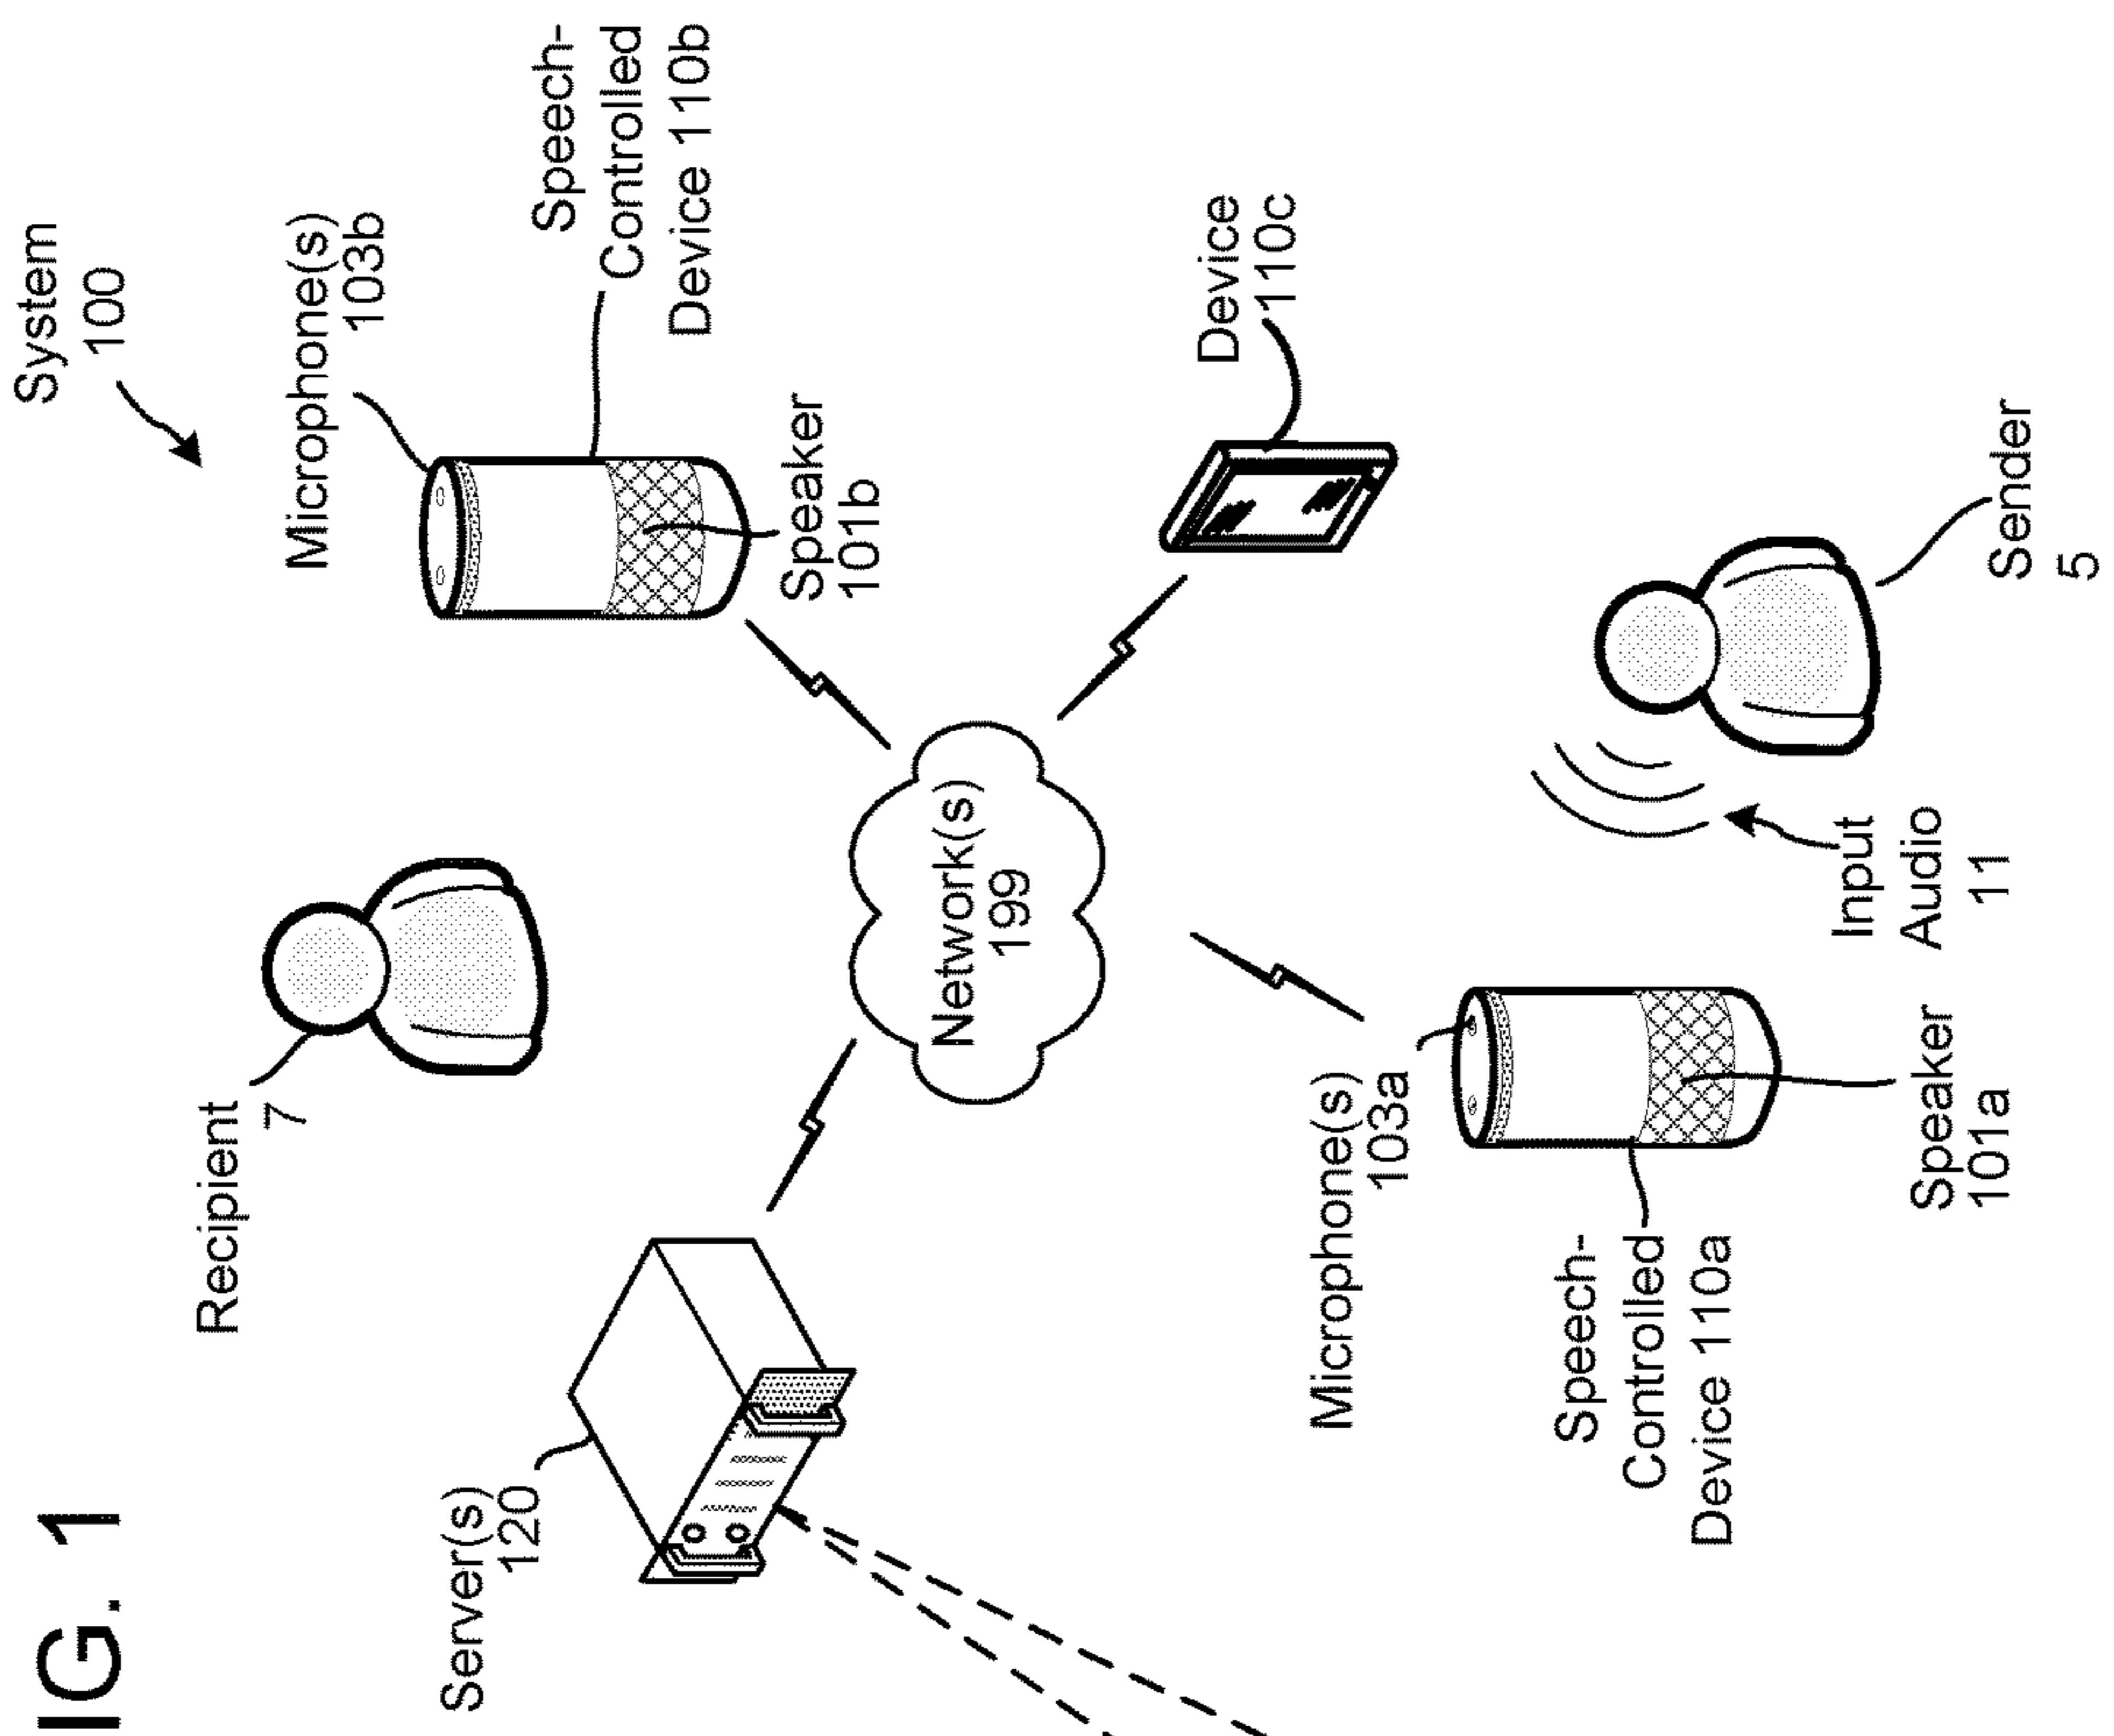 IG. 1
System
100
Recipient
7
Microphone(s)
103b
Speech-
Controlled
Device 110b
Speaker
101b
Server(s)
120
Network(s)
199
Device
110c
Microphone(s)
103a
Speech-
Controlled
Device 110a
Speaker
101a
Input
Audio
11
Sender
5